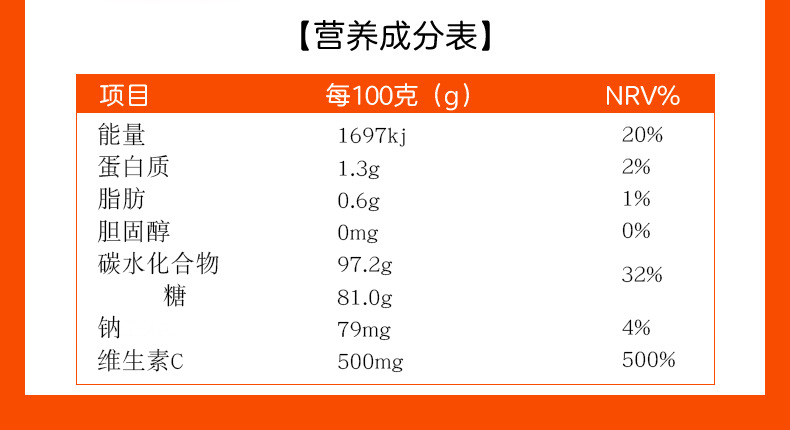 【营养成分表】
项目 每100克（g） NRV%
能量 1697kj 20%
蛋白质 1.3g 2%
脂肪 0.6g 1%
胆固醇 0mg 0%
碳水化合物 97.2g 32%
糖 81.0g
钠 79mg 4%
维生素C 500mg 500%